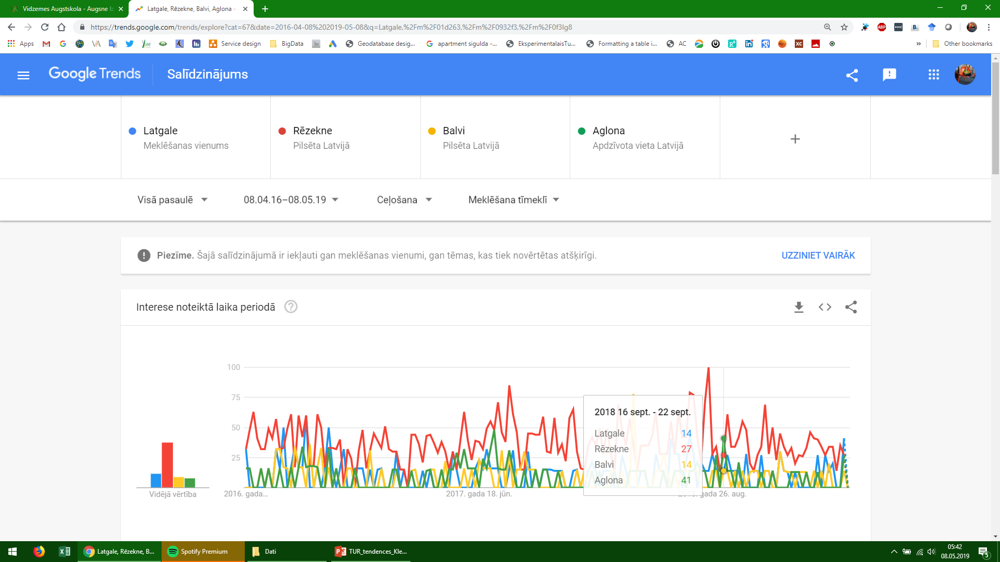 Vidzemes Augstskola - Augsne Iz
Latgale, Rēzekne, Balvi, Aglona -
https://trends.google.com/trends/explore?cat=67&date=2016-04-08%202019-05-08&q=Latgale,%2Fm%2F01d263,%2Fm%2F0932f3,%2Fm%2F0f3lg8
Apps
Service design
BigData
Geodatabase desig...
apartment sigulda -...
EksperimentalaisTu...
Formatting a table i...
AC
XC
» Other bookmarks
Google Trends
Salīdzinājums
Latgale
Meklēšanas vienums
Rēzekne
Pilsēta Latvijā
Balvi
Pilsēta Latvijā
Aglona
Apdzīvota vieta Latvijā
+
Visā pasaulē
08.04.16–08.05.19
Ceļošana
Meklēšana tīmeklī
Piezīme. Šajā salīdzinājumā ir iekļauti gan meklēšanas vienumi, gan tēmas, kas tiek novērtētas atšķirīgi.
UZZINIET VAIRĀK
Interese noteiktā laika periodā
100
75
50
25
Vidējā vērtība
2016. gada...
2017. gada 18. jūn.
2018. gada 26. aug.
2018 16 sept. - 22 sept.
Latgale 14
Rēzekne 27
Balvi 14
Aglona 41
Latgale, Rēzekne, B...
Spotify Premium
Dati
TUR_tendences_Kle...
05:42
08.05.2019
5